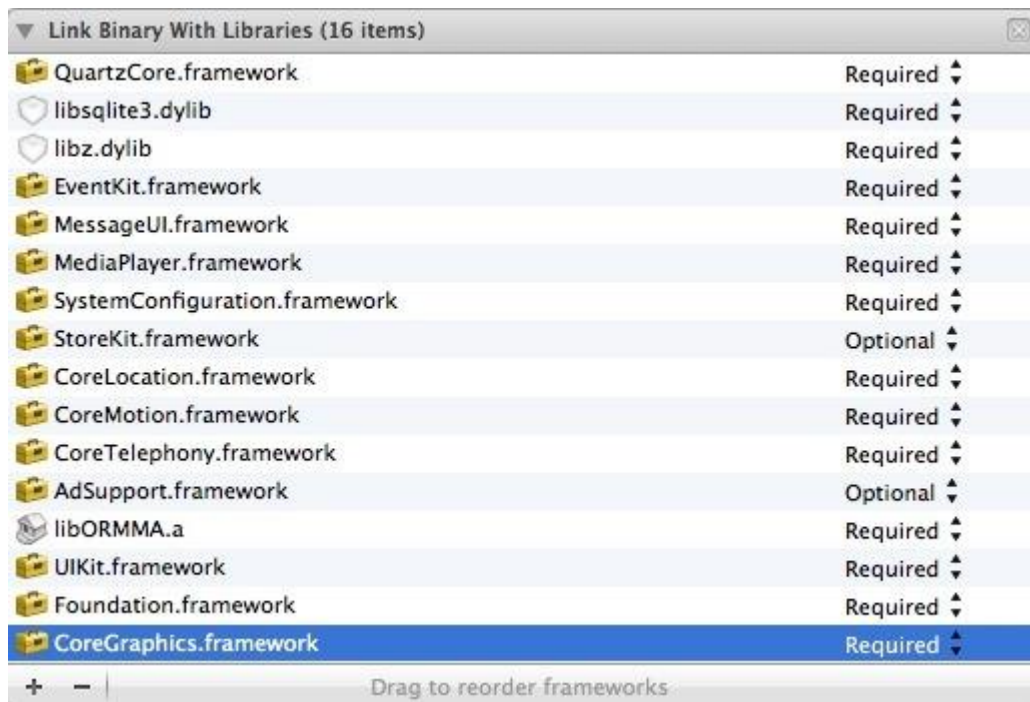 Link Binary With Libraries (16 items)
QuartzCore.framework Required
libsqlite3.dylib Required
libz.dylib Required
EventKit.framework Required
MessageUI.framework Required
MediaPlayer.framework Required
SystemConfiguration.framework Required
StoreKit.framework Optional
CoreLocation.framework Required
CoreMotion.framework Required
CoreTelephony.framework Required
AdSupport.framework Optional
libORMMA.a Required
UIKit.framework Required
Foundation.framework Required
CoreGraphics.framework Required
+ − Drag to reorder frameworks